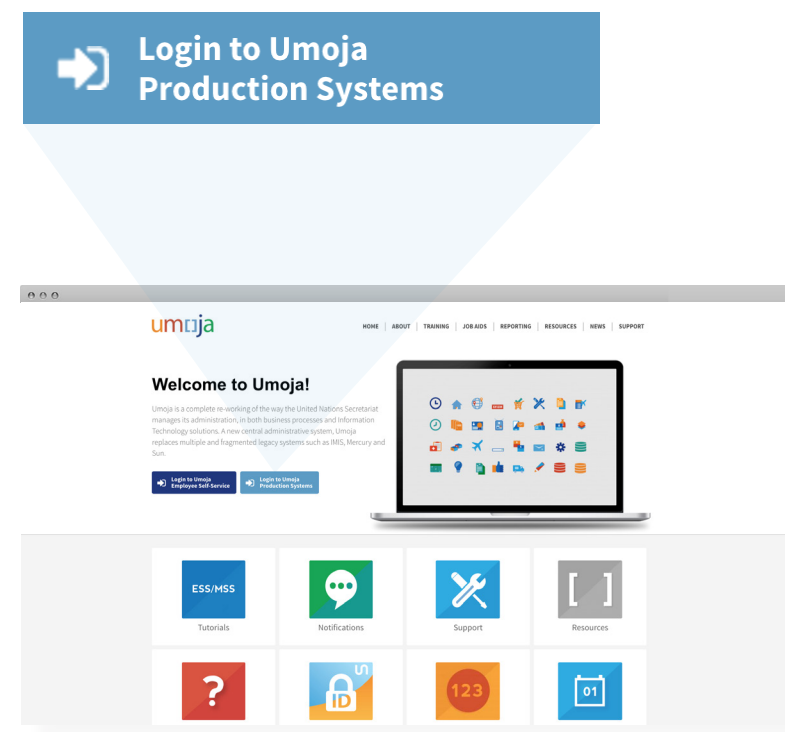 Login to Umoja
Production Systems
umoja
HOME | ABOUT | TRAINING | JOB AIDS | REPORTING | RESOURCES | NEWS | SUPPORT
Welcome to Umoja!
Umoja is a complete re-working of the way the United Nations Secretariat
manages its administration, in both business processes and Information
Technology solutions. A new central administrative system, Umoja
replaces multiple and fragmented legacy systems such as IMIS, Mercury and
Sun.
Login to Umoja
Employee Self-Service
Login to Umoja
Production Systems
ESS/MSS
Tutorials
Notifications
Support
[ ]
Resources
?
ID
123
01